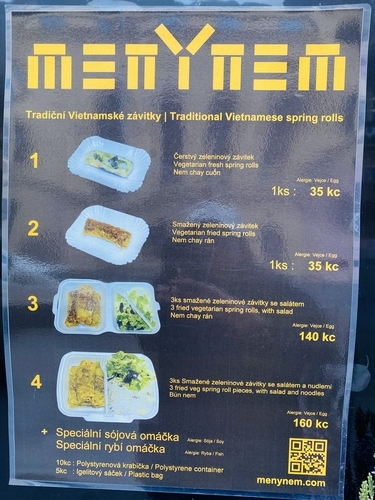 menYnem
Tradiční Vietnamské závitky | Traditional Vietnamese spring rolls
1
Čerstvý zeleninový závitek
Vegetarian fresh spring rolls
Nem chay cuốn
Alergie: Vejce / Egg
1ks : 35 kc
2
Smažený zeleninový závitek
Vegetarian fried spring rolls
Nem chay rán
Alergie: Vejce / Egg
1ks : 35 kc
3
3ks smažené zeleninové závitky se salátem
3 fried vegetarian spring rolls, with salad
Nem chay rán
Alergie: Vejce / Egg
140 kc
4
3ks Smažené zeleninové závitky se salátem a nudlemi
3 fried veg spring roll pieces, with salad and noodles
Bún nem
Alergie: Vejce / Egg
160 kc
+ Speciální sójová omáčka Alergie: Sója / Soy
Speciální rybí omáčka Alergie: Ryba / Fish
10kc : Polystyrenová krabička / Polystyrene container
5kc : Igelitový sáček / Plastic bag
menynem.com